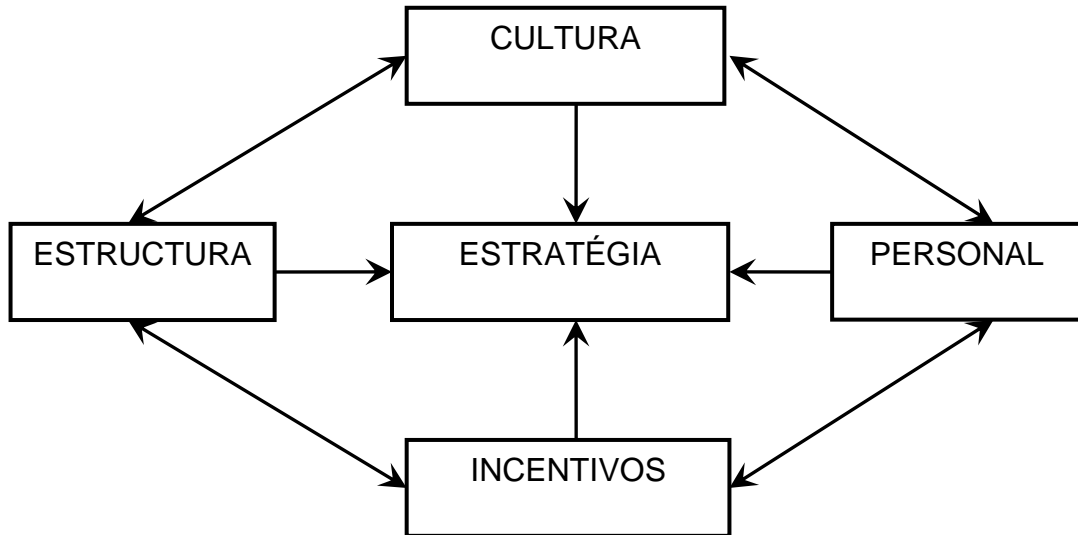 CULTURA
ESTRUCTURA
ESTRATÉGIA
PERSONAL
INCENTIVOS